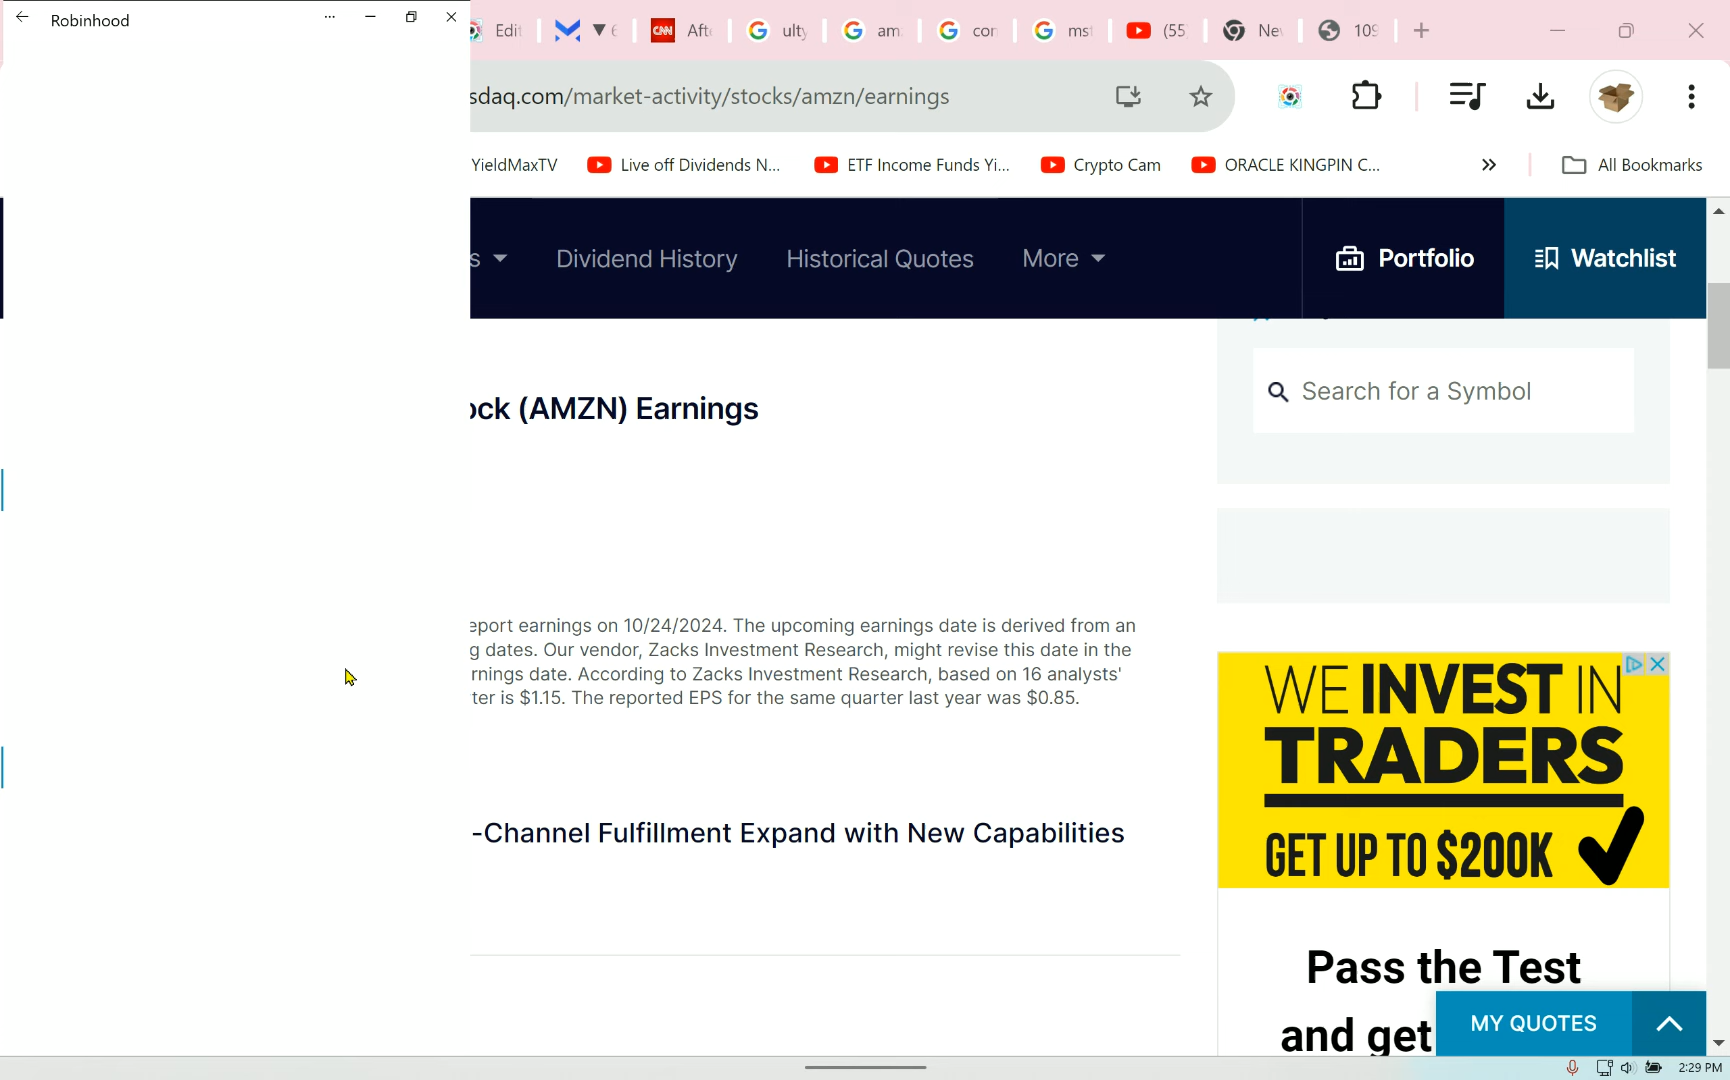 Robinhood
Edit
6
CNN Aft
ulty
am
cor
ms
(55
Ne
109
sdaq.com/market-activity/stocks/amzn/earnings
YieldMaxTV
Live off Dividends N...
ETF Income Funds Yi...
Crypto Cam
ORACLE KINGPIN C...
All Bookmarks
s
Dividend History
Historical Quotes
More
Portfolio
Watchlist
ock (AMZN) Earnings
Search for a Symbol
eport earnings on 10/24/2024. The upcoming earnings date is derived from an
g dates. Our vendor, Zacks Investment Research, might revise this date in the
rnings date. According to Zacks Investment Research, based on 16 analysts'
ter is $1.15. The reported EPS for the same quarter last year was $0.85.
-Channel Fulfillment Expand with New Capabilities
WE INVEST IN
TRADERS
GET UP TO $200K
Pass the Test
and get
MY QUOTES
2:29 PM